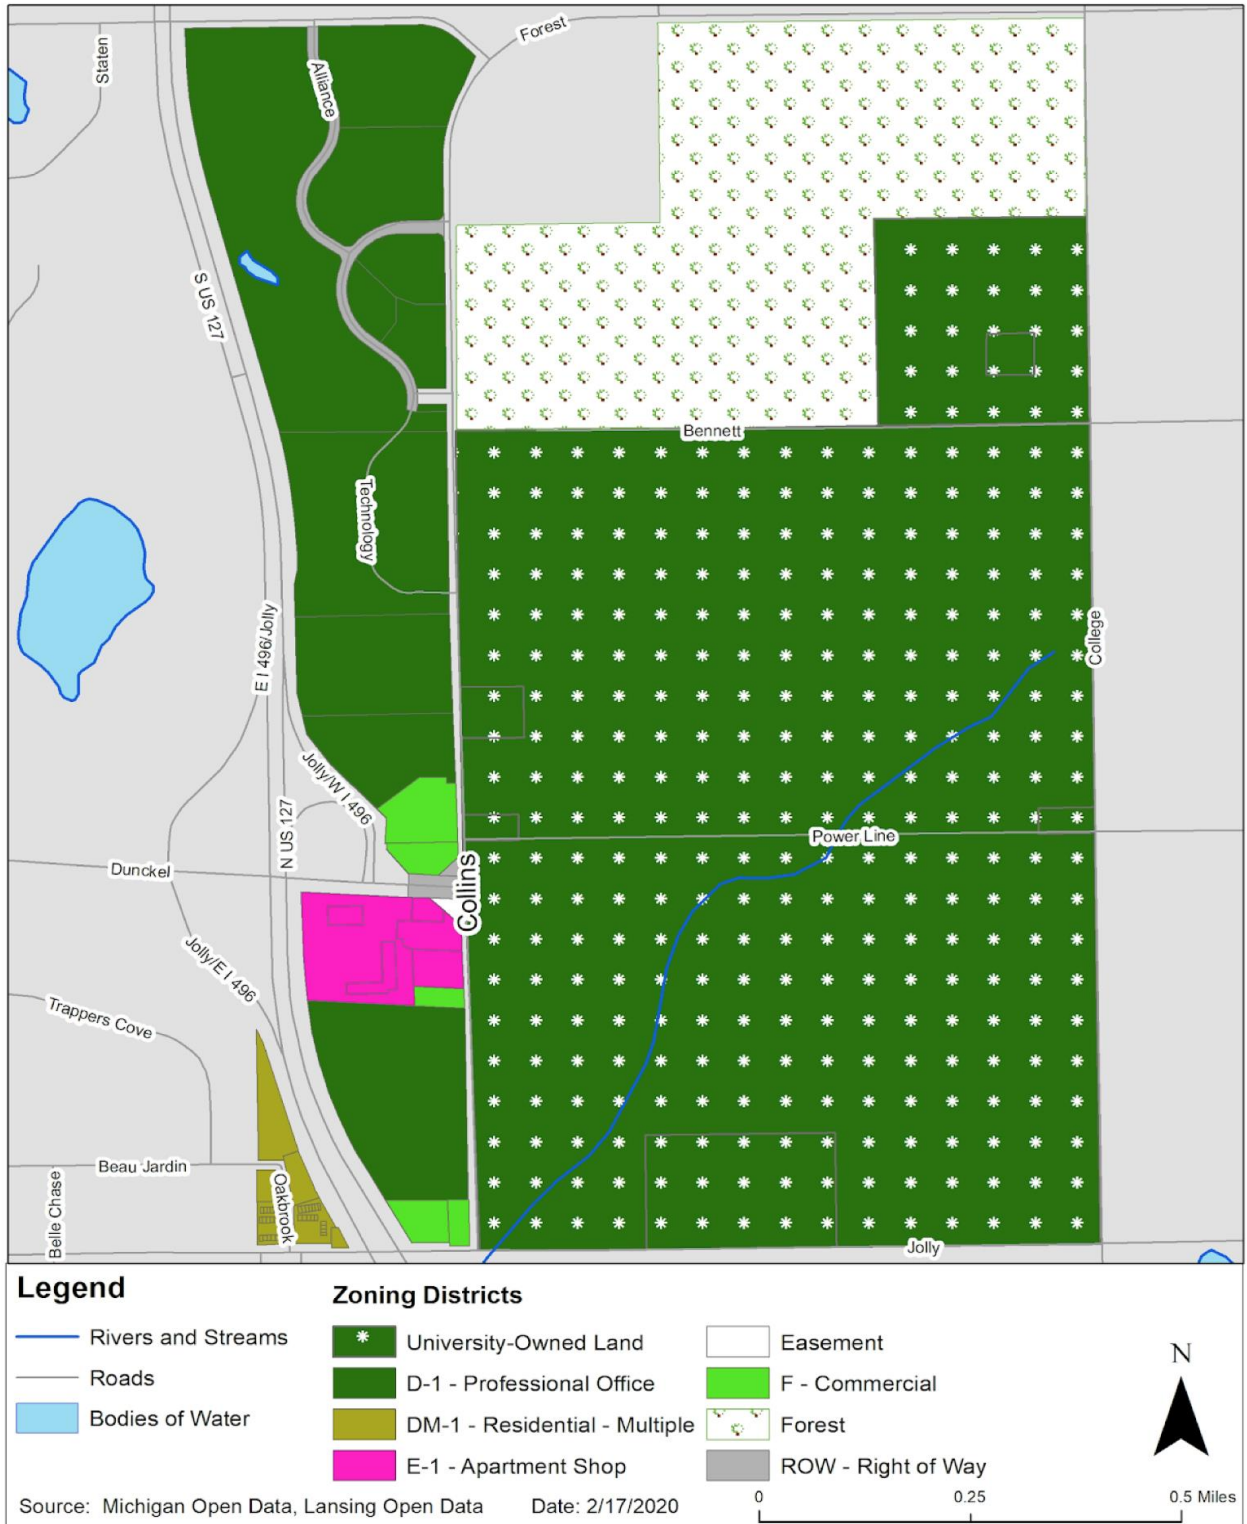 Forest
Staten
Alliance
S US 127
Bennett
Technology
College
E I 496/Jolly
Jolly/W I 496
N US 127
Power Line
Dunckel
Collins
Jolly/E I 496
Trappers Cove
Beau Jardin
Belle Chase
Oakbrook
Jolly
Legend
Rivers and Streams
Roads
Bodies of Water
Zoning Districts
University-Owned Land
D-1 - Professional Office
DM-1 - Residential - Multiple
E-1 - Apartment Shop
Easement
F - Commercial
Forest
ROW - Right of Way
N
Source: Michigan Open Data, Lansing Open Data Date: 2/17/2020
0 0.25 0.5 Miles